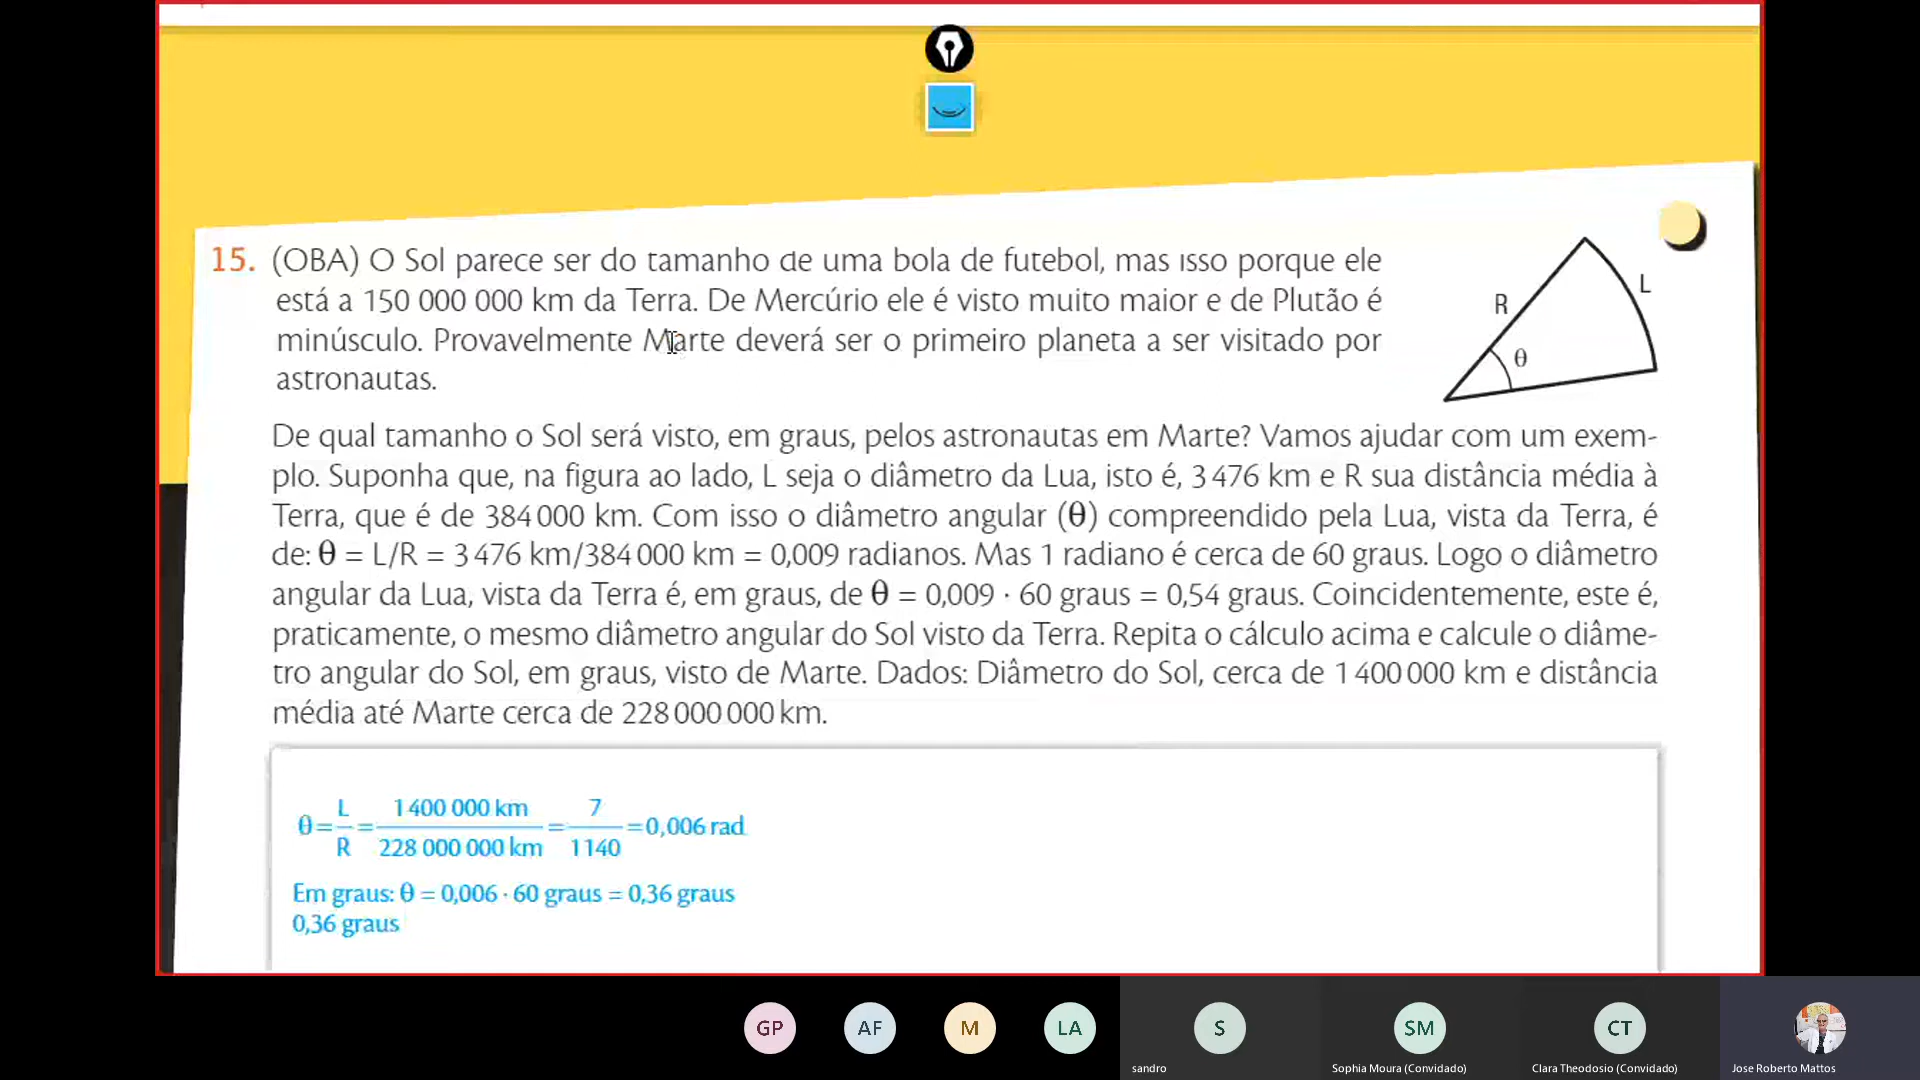 15. (OBA) O Sol parece ser do tamanho de uma bola de futebol, mas isso porque ele
está a 150 000 000 km da Terra. De Mercúrio ele é visto muito maior e de Plutão é
minúsculo. Provavelmente Marte deverá ser o primeiro planeta a ser visitado por
astronautas.
R
L
θ
De qual tamanho o Sol será visto, em graus, pelos astronautas em Marte? Vamos ajudar com um exem-
plo. Suponha que, na figura ao lado, L seja o diâmetro da Lua, isto é, 3 476 km e R sua distância média à
Terra, que é de 384 000 km. Com isso o diâmetro angular (θ) compreendido pela Lua, vista da Terra, é
de: θ = L/R = 3 476 km/384 000 km = 0,009 radianos. Mas 1 radiano é cerca de 60 graus. Logo o diâmetro
angular da Lua, vista da Terra é, em graus, de θ = 0,009 · 60 graus = 0,54 graus. Coincidentemente, este é,
praticamente, o mesmo diâmetro angular do Sol visto da Terra. Repita o cálculo acima e calcule o diâme-
tro angular do Sol, em graus, visto de Marte. Dados: Diâmetro do Sol, cerca de 1 400 000 km e distância
média até Marte cerca de 228 000 000 km.
θ = L/R = 1 400 000 km/228 000 000 km = 7/1140 = 0,006 rad
Em graus: θ = 0,006 · 60 graus = 0,36 graus
0,36 graus
GP AF M LA S SM CT
sandro Sophia Moura (Convidado) Clara Theodosio (Convidado) Jose Roberto Mattos